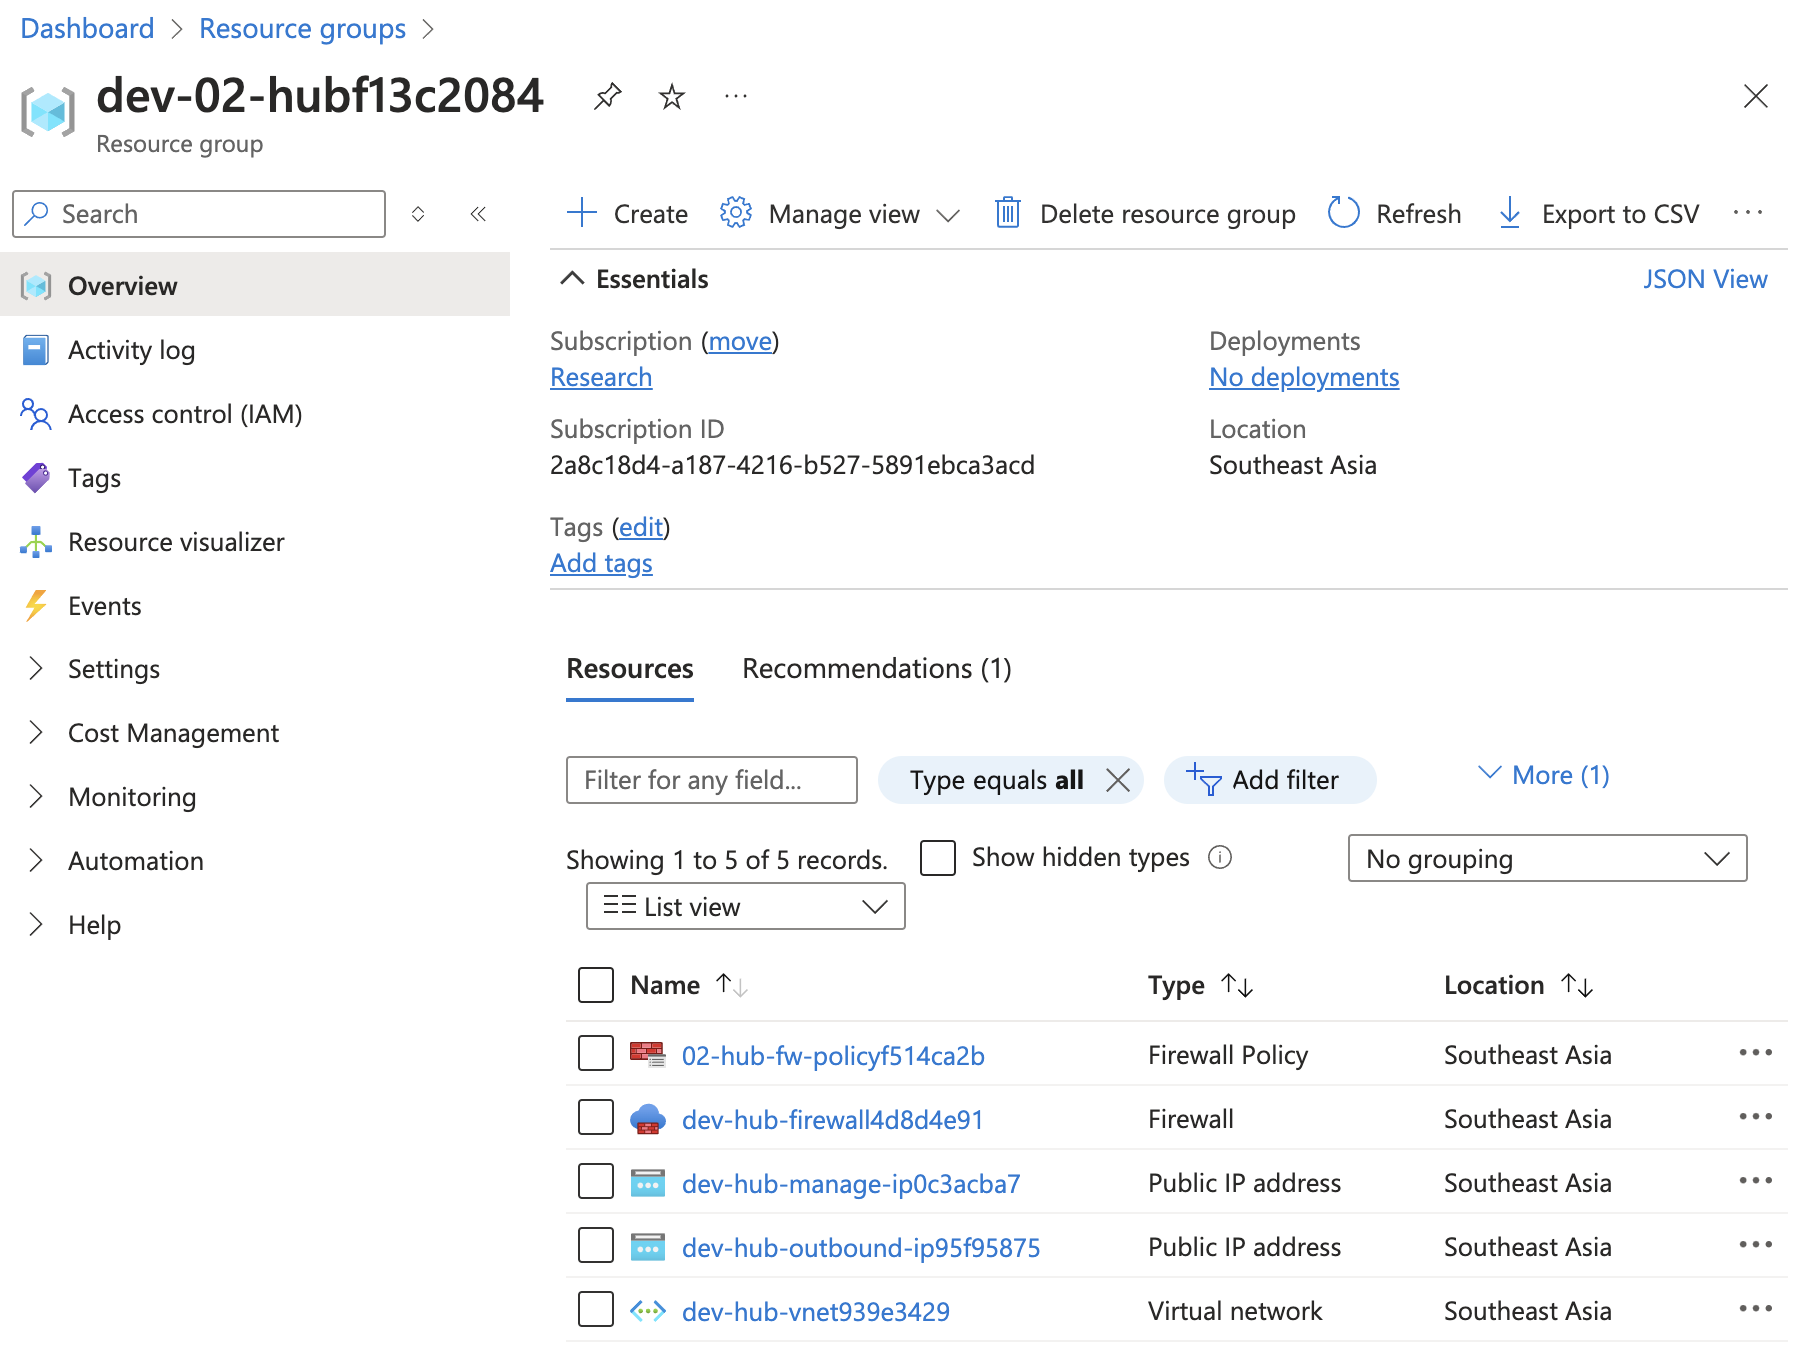 Dashboard > Resource groups >
dev-02-hubf13c2084
Resource group
Search
Create
Manage view
Delete resource group
Refresh
Export to CSV
Overview
Activity log
Access control (IAM)
Tags
Resource visualizer
Events
Settings
Cost Management
Monitoring
Automation
Help
Essentials
JSON View
Subscription (move)
Research
Subscription ID
2a8c18d4-a187-4216-b527-5891ebca3acd
Deployments
No deployments
Location
Southeast Asia
Tags (edit)
Add tags
Resources
Recommendations (1)
Filter for any field...
Type equals all
Add filter
More (1)
Showing 1 to 5 of 5 records.
Show hidden types
No grouping
List view
Name Type Location
02-hub-fw-policyf514ca2b Firewall Policy Southeast Asia
dev-hub-firewall4d8d4e91 Firewall Southeast Asia
dev-hub-manage-ip0c3acba7 Public IP address Southeast Asia
dev-hub-outbound-ip95f95875 Public IP address Southeast Asia
dev-hub-vnet939e3429 Virtual network Southeast Asia